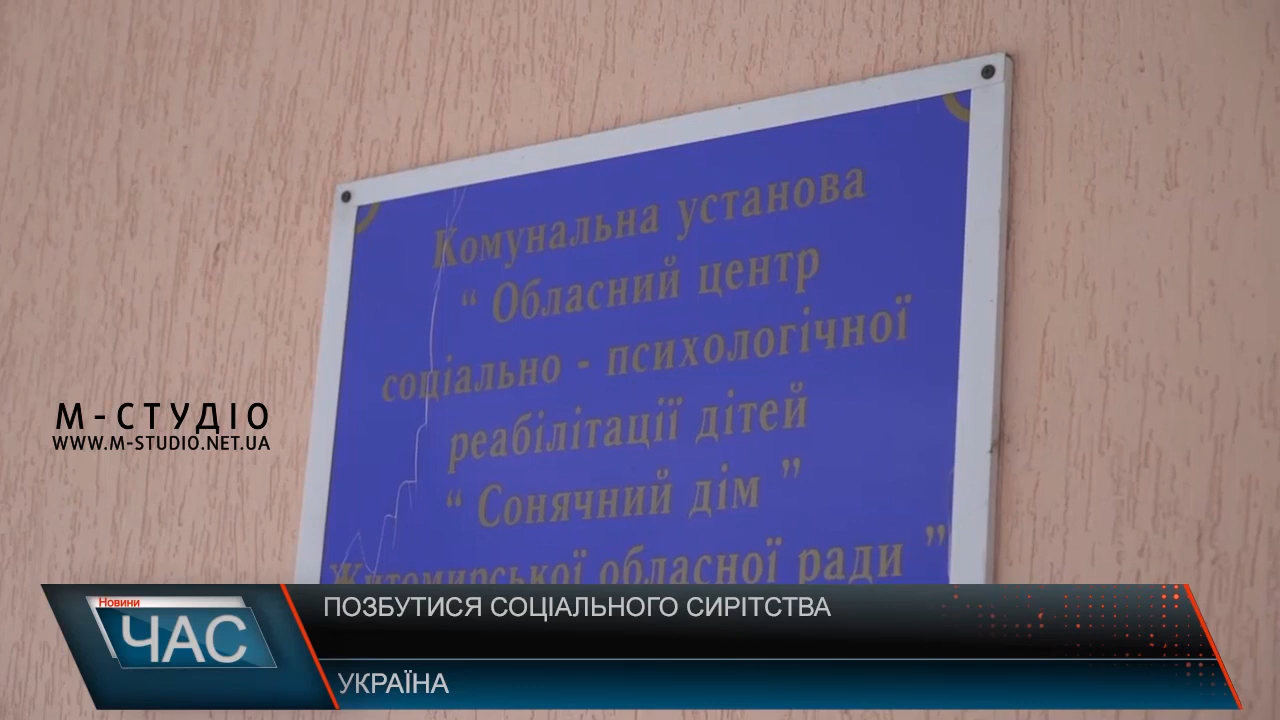 Комунальна установа
“ Обласний центр
соціально - психологічної
реабілітації дітей
“ Сонячний дім ”
Житомирської обласної ради ”
М-СТУДІО
WWW.M-STUDIO.NET.UA
Новини
ЧАС
ПОЗБУТИСЯ СОЦІАЛЬНОГО СИРІТСТВА
УКРАЇНА